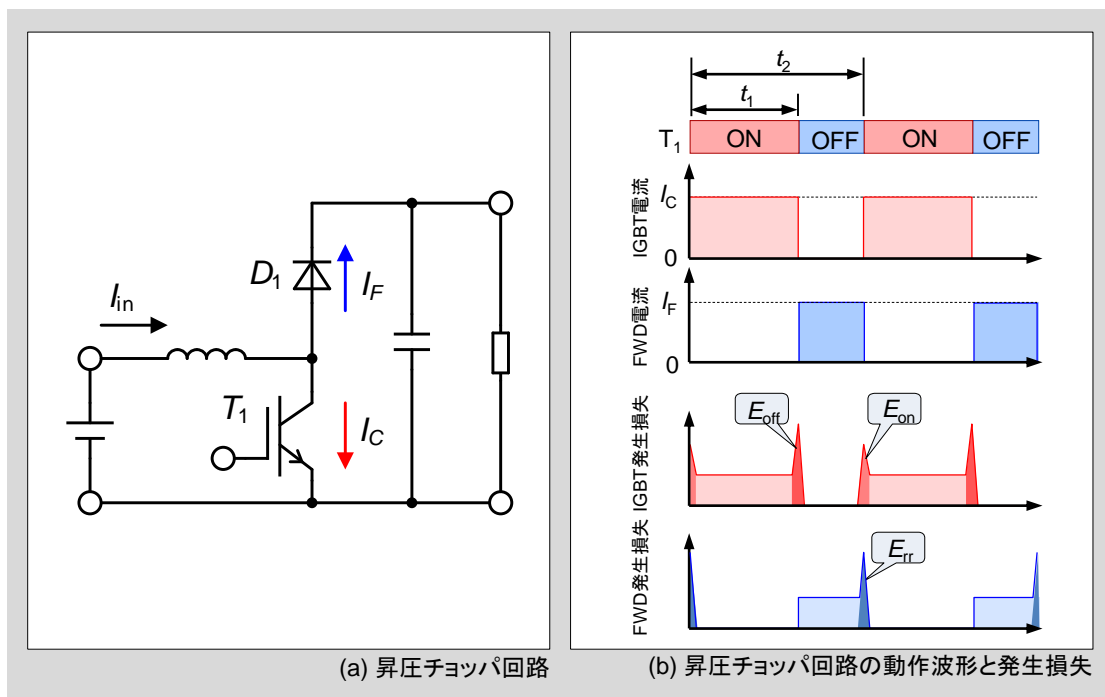 D1
IF
Iin
T1
IC
(a) 昇圧チョッパ回路
t2
t1
T1
ON
OFF
ON
OFF
IGBT電流
IC
0
FWD電流
IF
0
IGBT発生損失
Eoff
Eon
FWD発生損失
Err
(b) 昇圧チョッパ回路の動作波形と発生損失